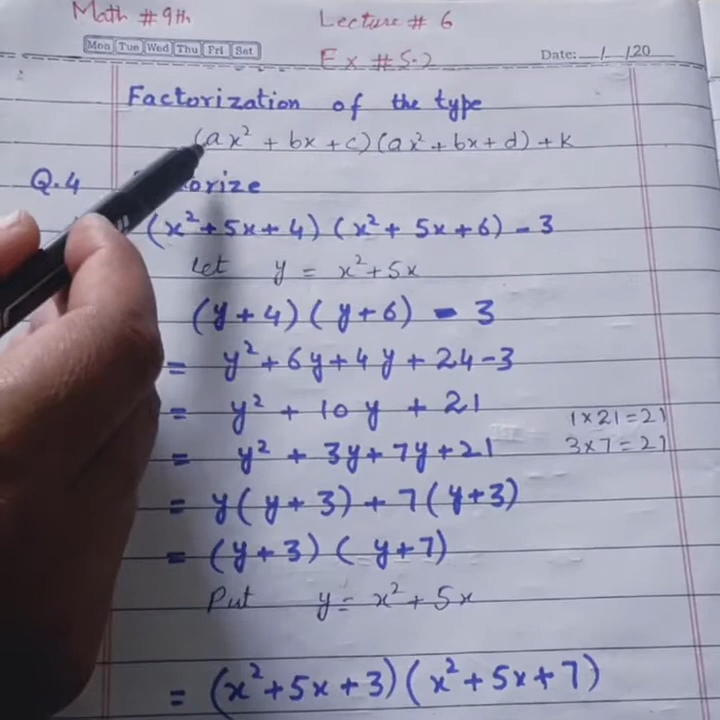 Math #9th Lecture # 6
Mon Tue Wed Thu Fri Sat Ex #5.2 Date: / /20
Factorization of the type
(ax² + bx + c)(ax² + bx + d) + k
Q.4
(x²+5x+4)(x²+5x+6) - 3
Let y = x²+5x
(y+4)(y+6) - 3
= y²+6y+4y+24-3
= y² + 10y + 21 1×21=21
= y² + 3y+7y+21 3×7=21
= y(y+3)+7(y+3)
= (y+3)(y+7)
Put y = x²+5x
= (x²+5x+3)(x²+5x+7)